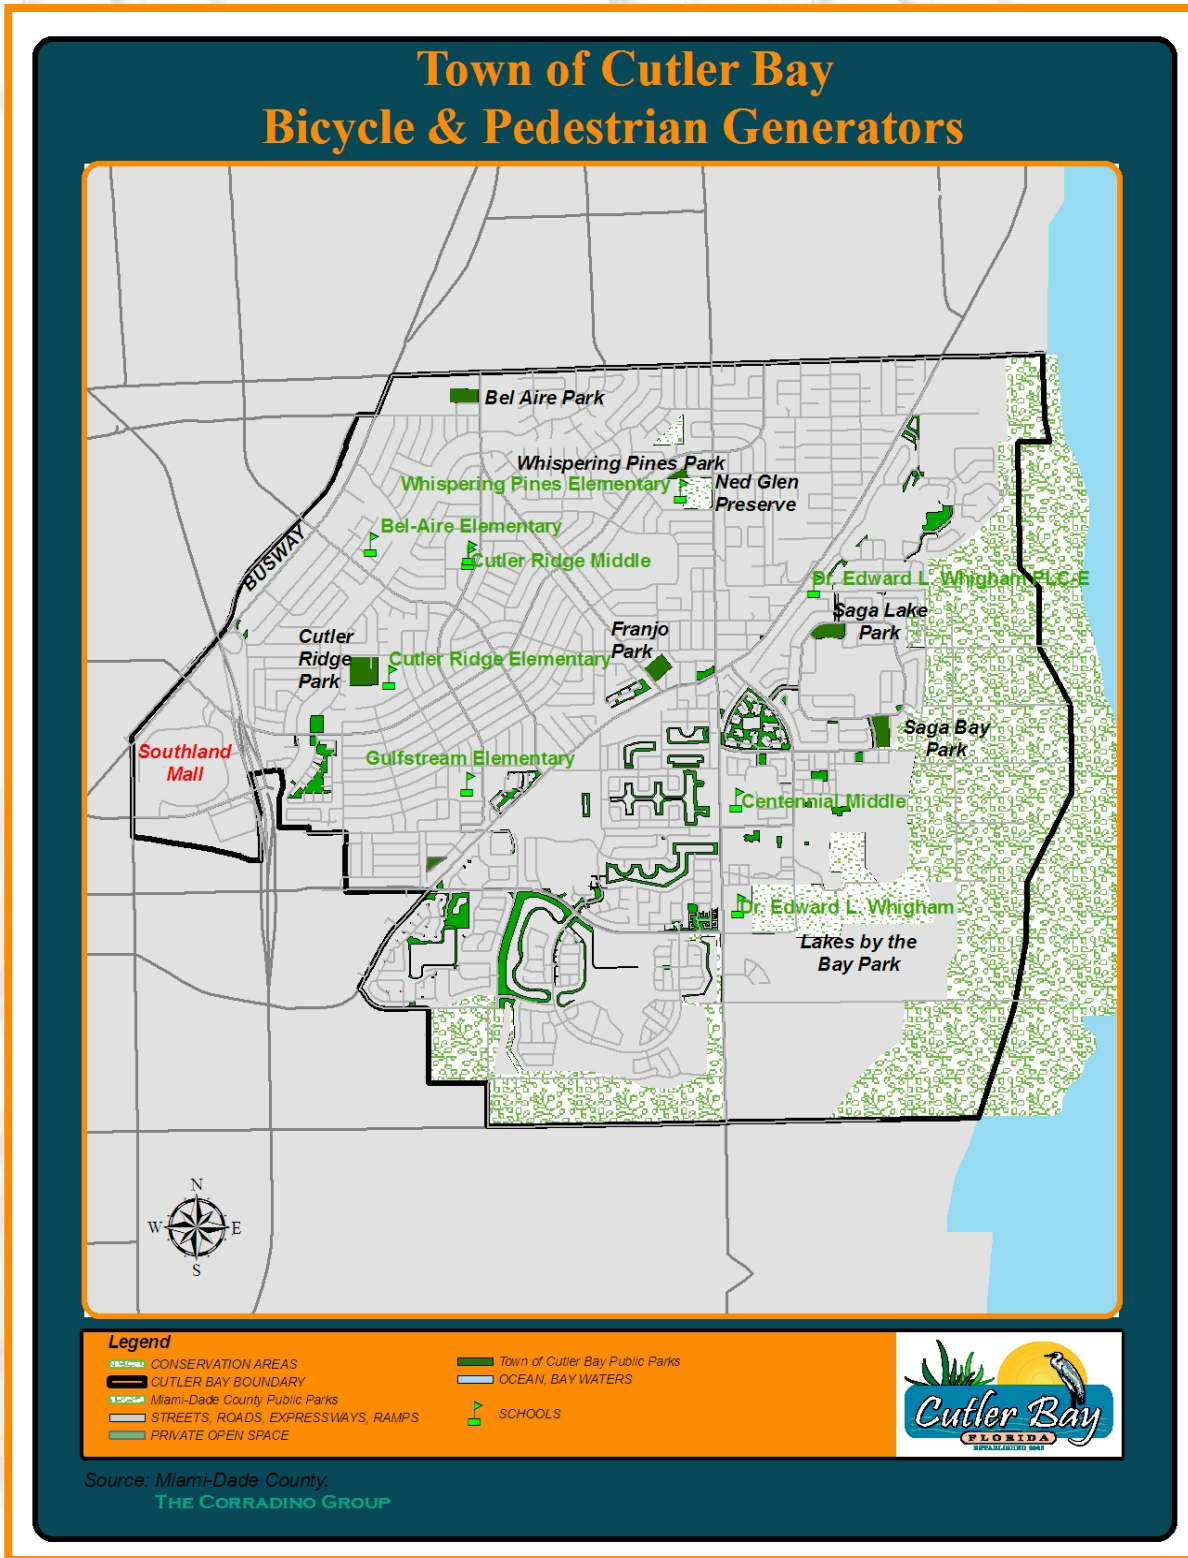 Town of Cutler Bay
Bicycle & Pedestrian Generators
Bel Aire Park
Whispering Pines Park
Whispering Pines Elementary
Ned Glen
Preserve
Bel-Aire Elementary
Cutler Ridge Middle
BUSWAY
Dr. Edward L. Whigham PLC-E
Saga Lake
Park
Franjo
Park
Cutler
Ridge
Park
Cutler Ridge Elementary
Saga Bay
Park
Southland
Mall
Gulfstream Elementary
Centennial Middle
Dr. Edward L. Whigham
Lakes by the
Bay Park
N
W
E
S
Legend
CONSERVATION AREAS
CUTLER BAY BOUNDARY
Miami-Dade County Public Parks
STREETS, ROADS, EXPRESSWAYS, RAMPS
PRIVATE OPEN SPACE
Town of Cutler Bay Public Parks
OCEAN, BAY WATERS
SCHOOLS
Cutler Bay
FLORIDA
ESTABLISHED 2005
Source: Miami-Dade County,
THE CORRADINO GROUP